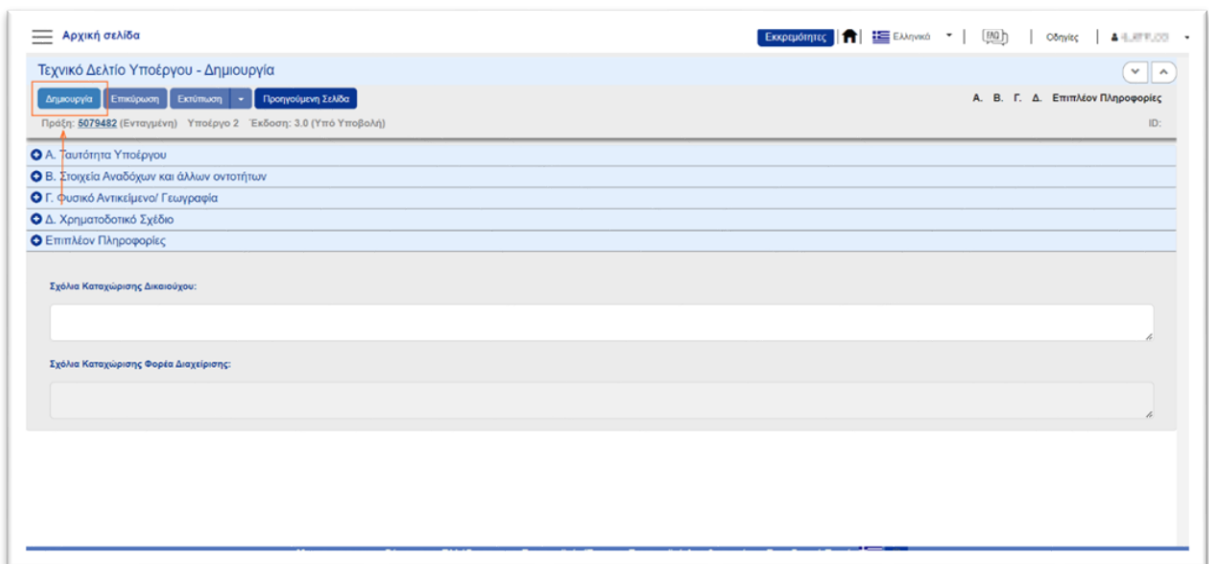 Αρχική σελίδα
Εκκρεμότητες Ελληνικά FAQ Οδηγίες
Τεχνικό Δελτίο Υποέργου - Δημιουργία
Δημιουργία Επικύρωση Εκτύπωση Προηγούμενη Σελίδα Α. Β. Γ. Δ. Επιπλέον Πληροφορίες
Πράξη: 5079482 (Ενταγμένη) Υποέργο 2 Έκδοση: 3.0 (Υπό Υποβολή) ID:
Α. Ταυτότητα Υποέργου
Β. Στοιχεία Αναδόχων και άλλων οντοτήτων
Γ. Φυσικό Αντικείμενο/ Γεωγραφία
Δ. Χρηματοδοτικό Σχέδιο
Επιπλέον Πληροφορίες
Σχόλια Καταχώρισης Δικαιούχου:
Σχόλια Καταχώρισης Φορέα Διαχείρισης: